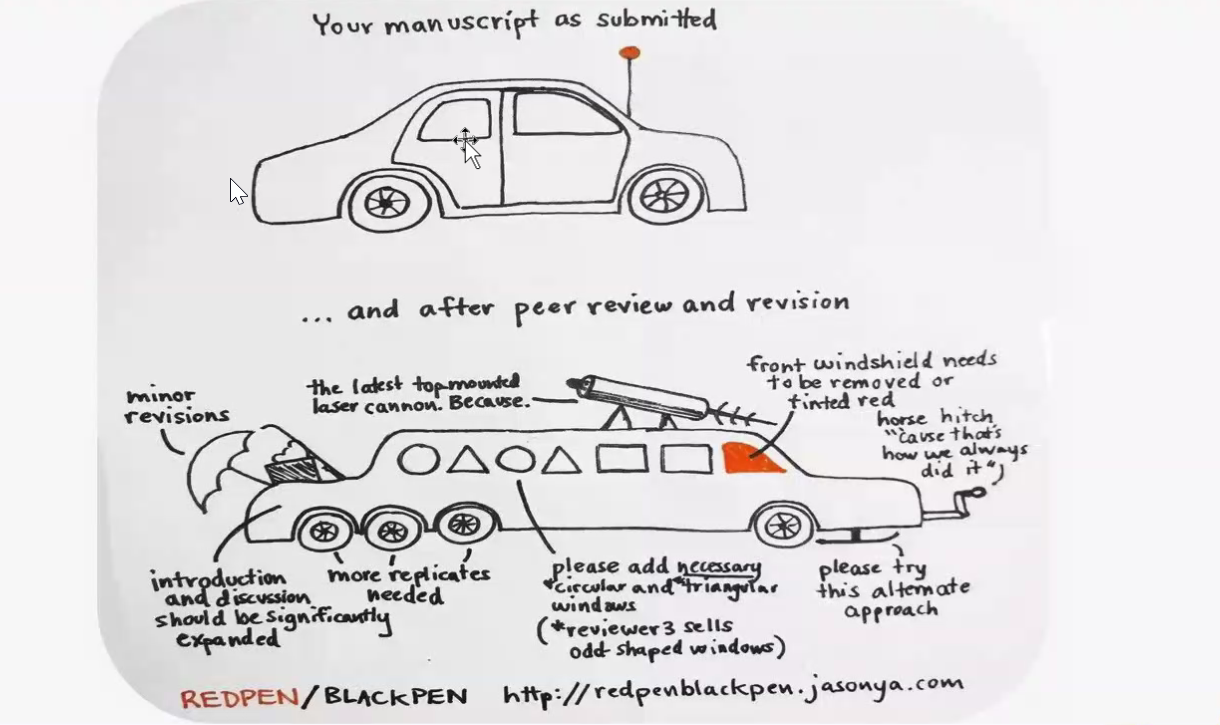 Your manuscript as submitted
... and after peer review and revision
minor
revisions
the latest top-mounted
laser cannon. Because.
front windshield needs
to be removed or
tinted red
horse hitch
"'cause that's
how we always
did it"
introduction
and discussion
should be significantly
expanded
more replicates
needed
please add necessary
*circular and *triangular
windows
(*reviewer 3 sells
odd-shaped windows)
please try
this alternate
approach
REDPEN/BLACKPEN http://redpenblackpen.jasonya.com